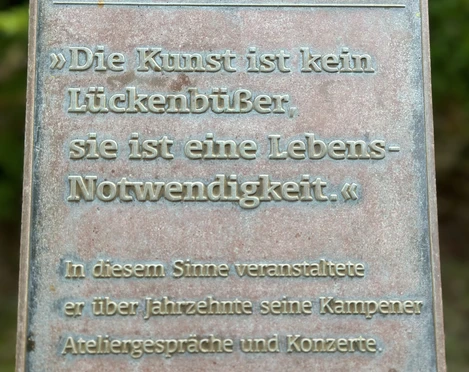 »Die Kunst ist kein
Lückenbüßer,
sie ist eine Lebens-
Notwendigkeit.«
In diesem Sinne veranstaltete
er über Jahrzehnte seine Kampener
Ateliergespräche und Konzerte.